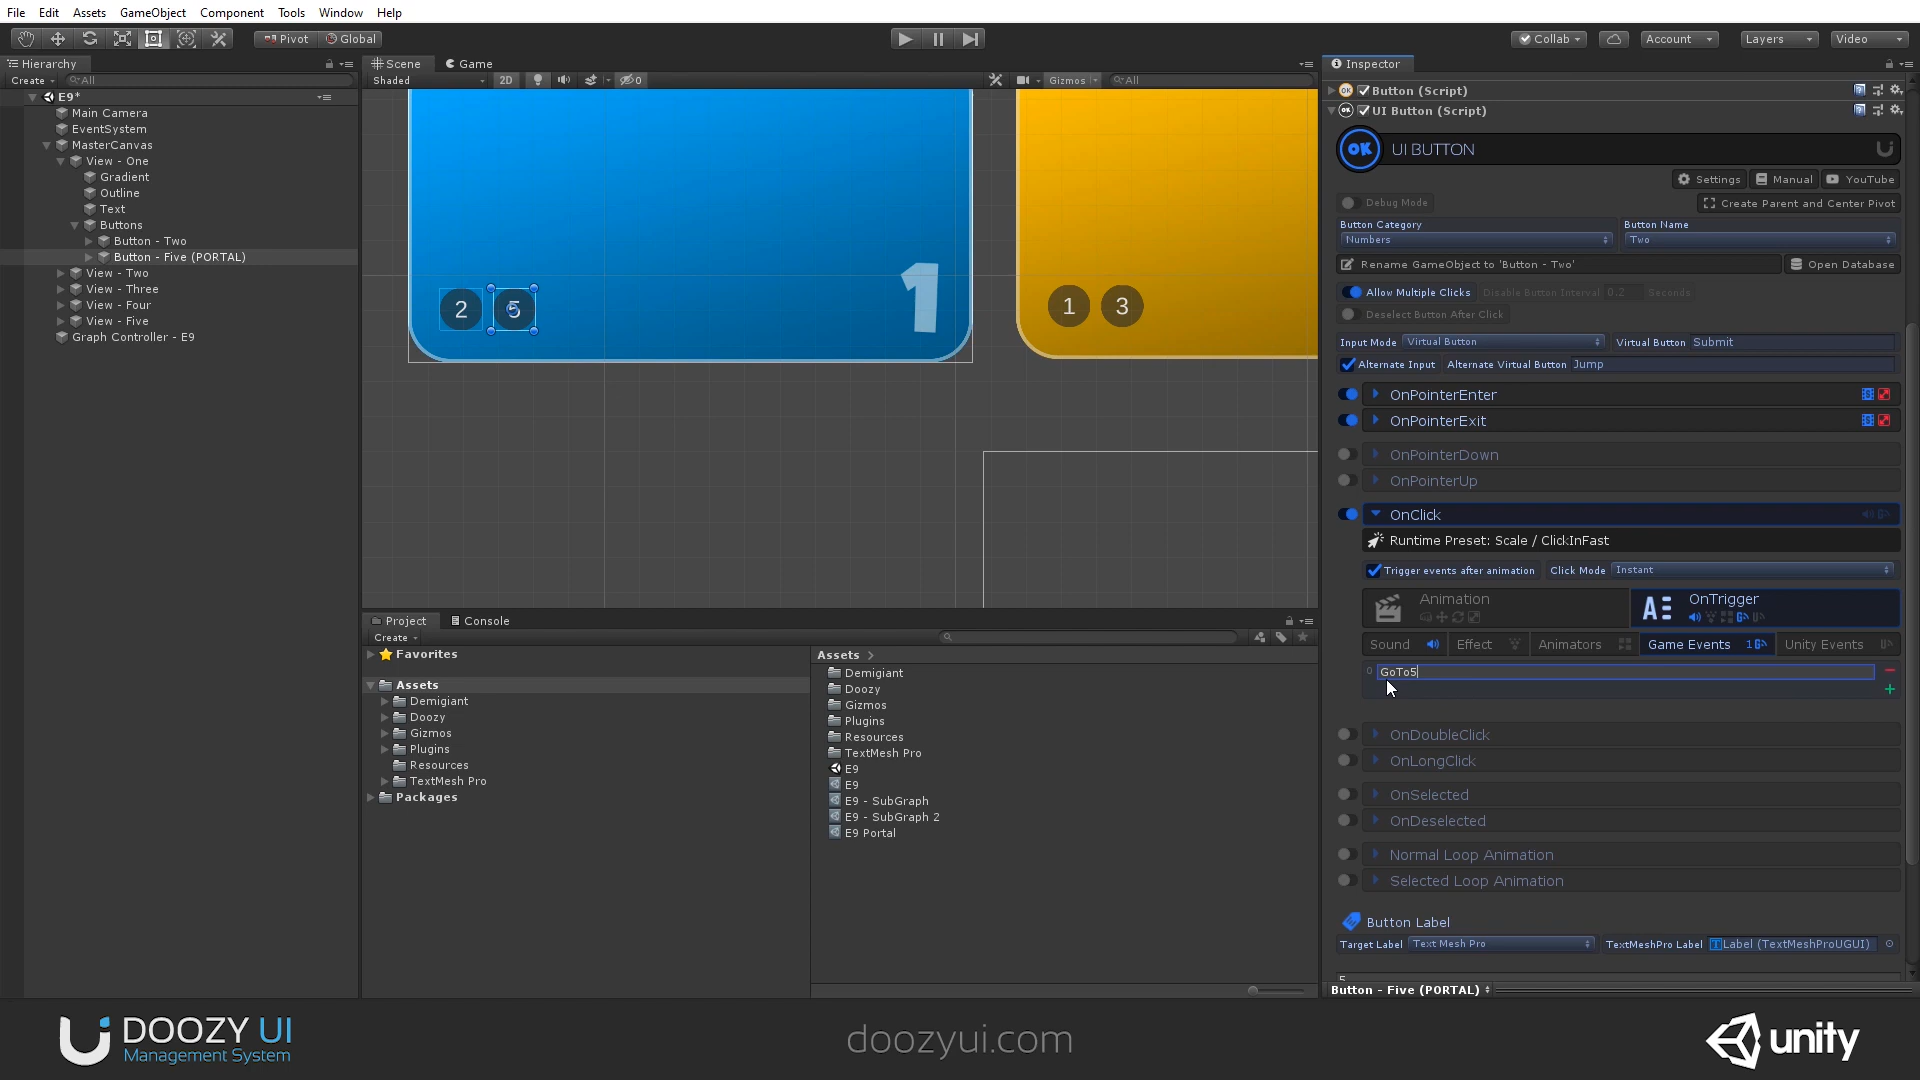 File Edit Assets GameObject Component Tools Window Help
Pivot Global
Collab Account Layers Video
Hierarchy
Create All
E9*
Main Camera
EventSystem
MasterCanvas
View - One
Gradient
Outline
Text
Buttons
Button - Two
Button - Five (PORTAL)
View - Two
View - Three
View - Four
View - Five
Graph Controller - E9
Scene Game
Shaded 2D 0 Gizmos All
1
2 5
1 3
Project Console
Create
Favorites
Assets
Demigiant
Doozy
Gizmos
Plugins
Resources
TextMesh Pro
Packages
Assets
Demigiant
Doozy
Gizmos
Plugins
Resources
TextMesh Pro
E9
E9
E9 - SubGraph
E9 - SubGraph 2
E9 Portal
Inspector
OK Button (Script)
OK UI Button (Script)
OK UI BUTTON
Settings Manual YouTube
Debug Mode Create Parent and Center Pivot
Button Category Button Name
Numbers Two
Rename GameObject to 'Button - Two' Open Database
Allow Multiple Clicks Disable Button Interval 0.2 Seconds
Deselect Button After Click
Input Mode Virtual Button Virtual Button Submit
Alternate Input Alternate Virtual Button Jump
OnPointerEnter
OnPointerExit
OnPointerDown
OnPointerUp
OnClick
Runtime Preset: Scale / ClickInFast
Trigger events after animation Click Mode Instant
Animation OnTrigger
Sound Effect Animators Game Events 1 Unity Events
0 GoTo5
OnDoubleClick
OnLongClick
OnSelected
OnDeselected
Normal Loop Animation
Selected Loop Animation
Button Label
Target Label Text Mesh Pro TextMeshPro Label Label (TextMeshProUGUI)
Button - Five (PORTAL)
DOOZY UI
Management System
doozyui.com
unity